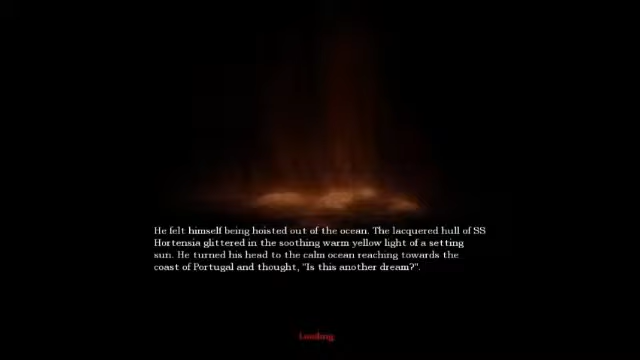 He felt himself being hoisted out of the ocean. The lacquered hull of SS
Hortensia glittered in the soothing warm yellow light of a setting
sun. He turned his head to the calm ocean reaching towards the
coast of Portugal and thought, "Is this another dream?".
Loading